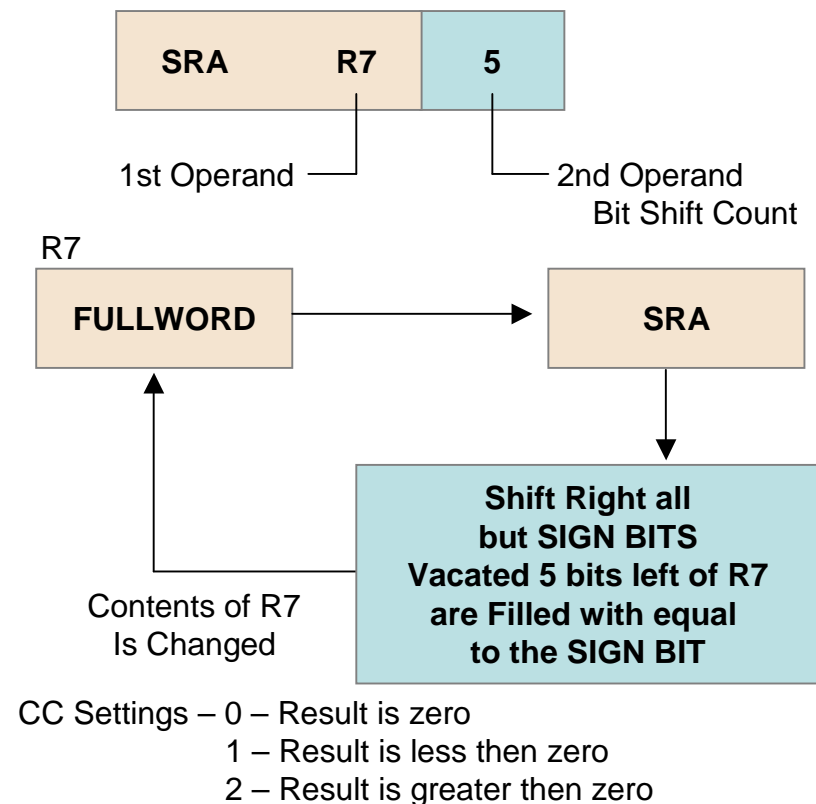 SRA R7 5
1st Operand
2nd Operand
Bit Shift Count
R7
FULLWORD
SRA
Shift Right all
but SIGN BITS
Vacated 5 bits left of R7
are Filled with equal
to the SIGN BIT
Contents of R7
Is Changed
CC Settings – 0 – Result is zero
1 – Result is less then zero
2 – Result is greater then zero